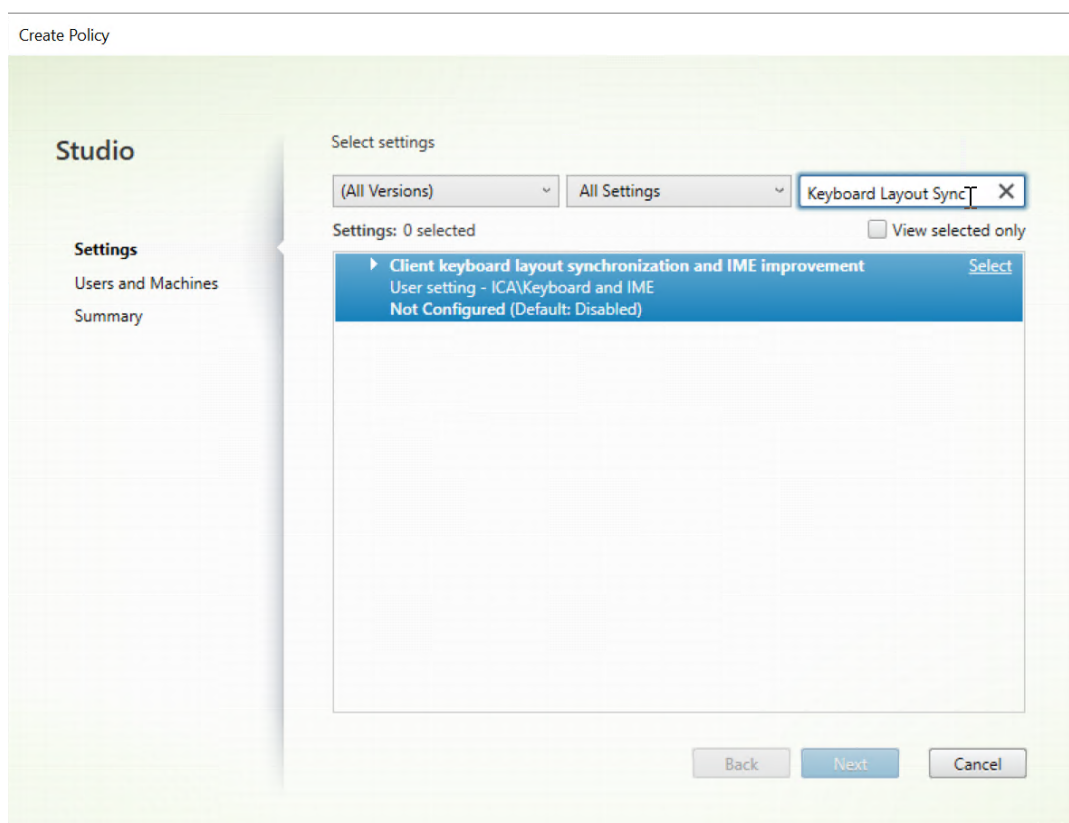 Create Policy
Studio
Settings
Users and Machines
Summary
Select settings
(All Versions)
All Settings
Keyboard Layout Sync
Settings: 0 selected
View selected only
Client keyboard layout synchronization and IME improvement
Select
User setting - ICA\Keyboard and IME
Not Configured (Default: Disabled)
Back
Next
Cancel